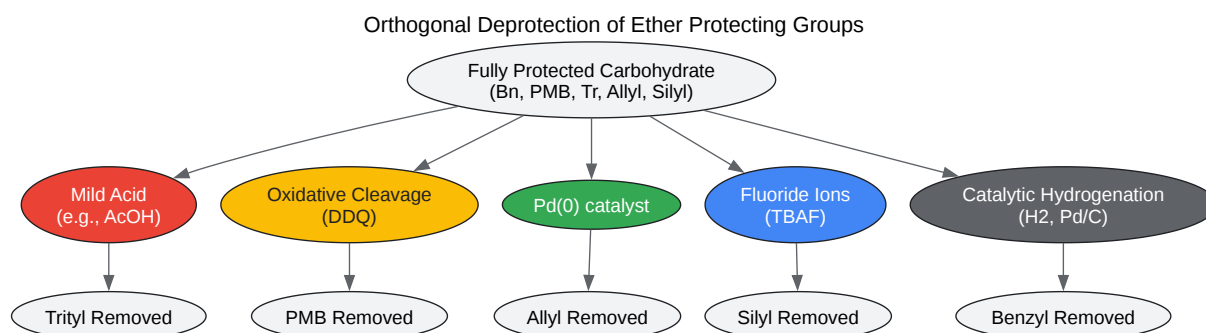 Orthogonal Deprotection of Ether Protecting Groups
Fully Protected Carbohydrate
(Bn, PMB, Tr, Allyl, Silyl)
Mild Acid
(e.g., AcOH)
Oxidative Cleavage
(DDQ)
Pd(0) catalyst
Fluoride Ions
(TBAF)
Catalytic Hydrogenation
(H2, Pd/C)
Trityl Removed
PMB Removed
Allyl Removed
Silyl Removed
Benzyl Removed